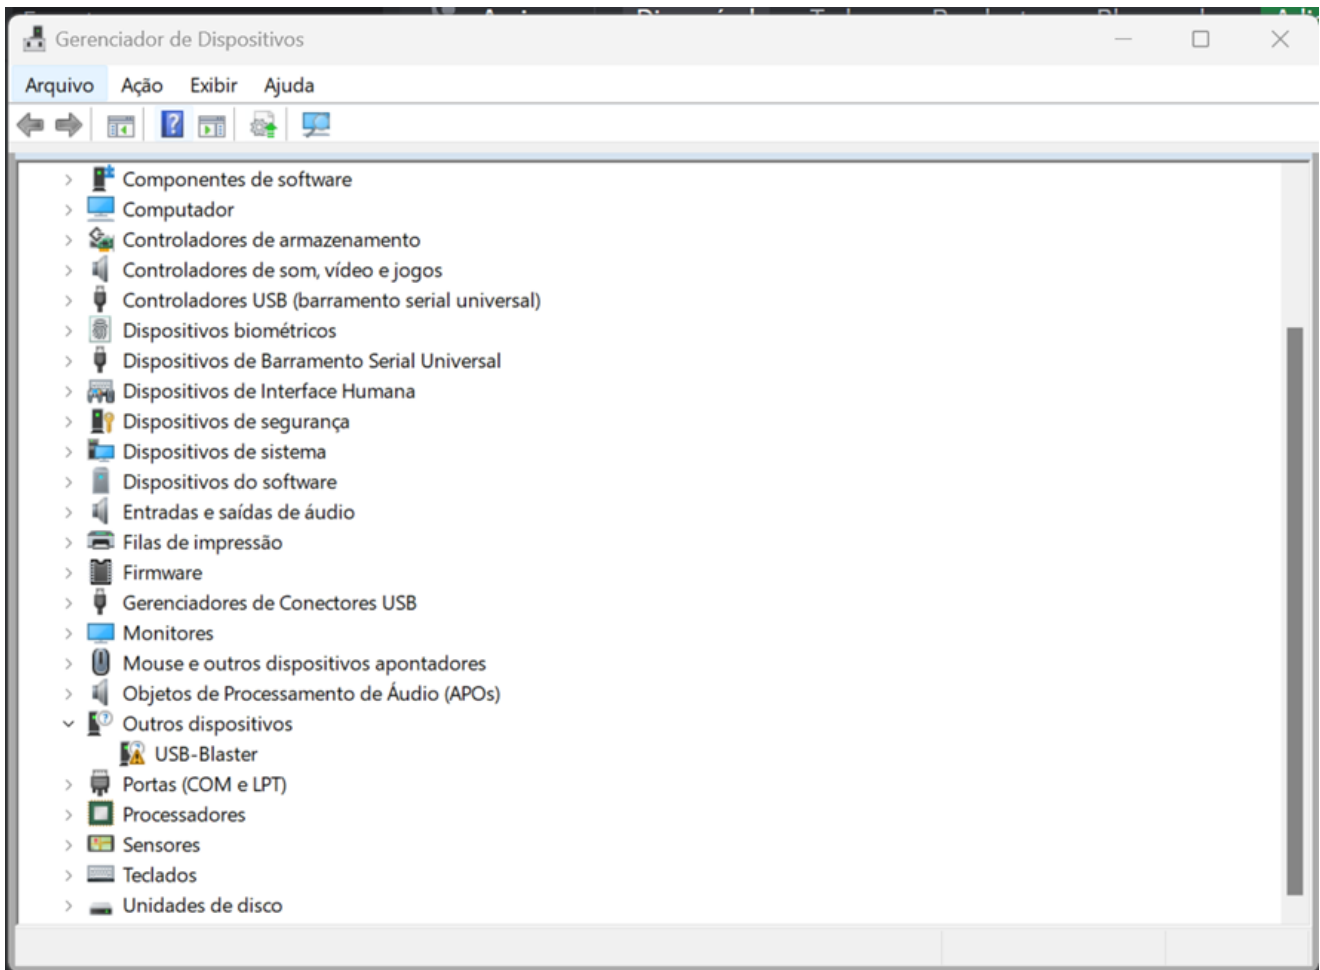 Gerenciador de Dispositivos
Arquivo Ação Exibir Ajuda
Componentes de software
Computador
Controladores de armazenamento
Controladores de som, vídeo e jogos
Controladores USB (barramento serial universal)
Dispositivos biométricos
Dispositivos de Barramento Serial Universal
Dispositivos de Interface Humana
Dispositivos de segurança
Dispositivos de sistema
Dispositivos do software
Entradas e saídas de áudio
Filas de impressão
Firmware
Gerenciadores de Conectores USB
Monitores
Mouse e outros dispositivos apontadores
Objetos de Processamento de Áudio (APOs)
Outros dispositivos
USB-Blaster
Portas (COM e LPT)
Processadores
Sensores
Teclados
Unidades de disco